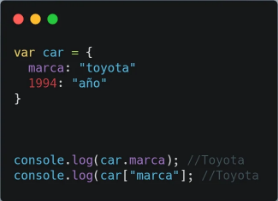 var car = {
marca: "toyota"
1994: "año"
}
console.log(car.marca); //Toyota
console.log(car["marca"]; //Toyota